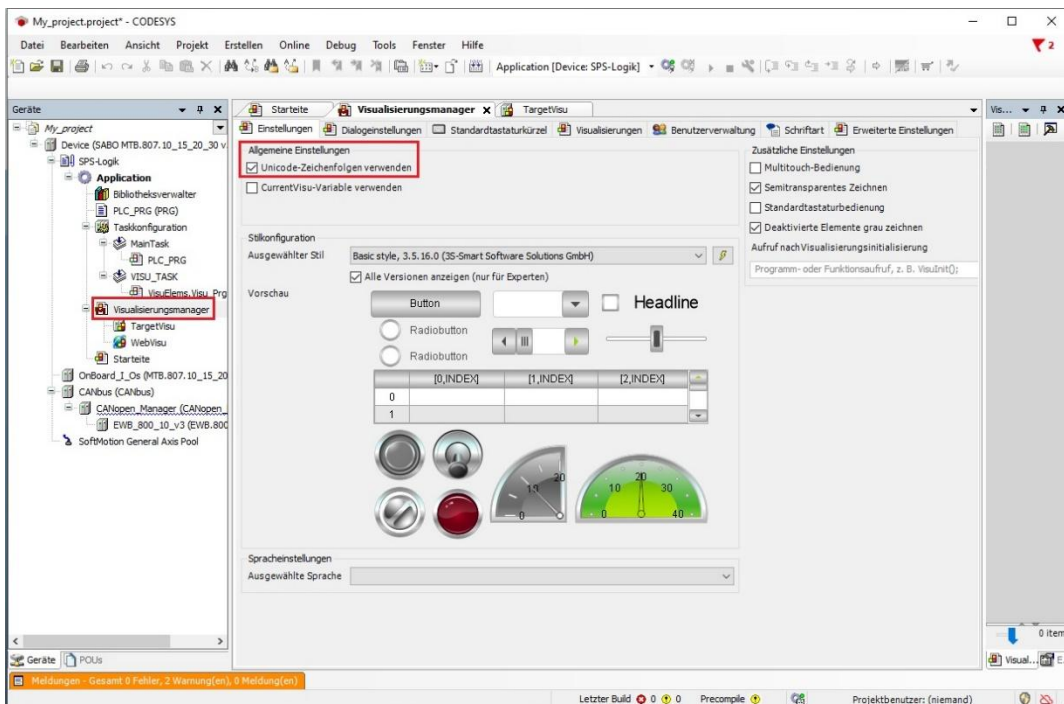 My_project.project* - CODESYS
Datei Bearbeiten Ansicht Projekt Erstellen Online Debug Tools Fenster Hilfe
2
Application [Device: SPS-Logik]
Geräte
My_project
Device (SABO MTB.807.10_15_20_30 v
SPS-Logik
Application
Bibliotheksverwalter
PLC_PRG (PRG)
Taskkonfiguration
MainTask
PLC_PRG
VISU_TASK
VisuElems.Visu_Prg
Visualisierungsmanager
TargetVisu
WebVisu
Starteite
OnBoard_I_Os (MTB.807.10_15_20
CANbus (CANbus)
CANopen_Manager (CANopen_
EWB_800_10_v3 (EWB.800
SoftMotion General Axis Pool
Geräte POUs
Starteite Visualisierungsmanager TargetVisu
Einstellungen Dialogeinstellungen Standardtastaturkürzel Visualisierungen Benutzerverwaltung Schriftart Erweiterte Einstellungen
Allgemeine Einstellungen
Unicode-Zeichenfolgen verwenden
CurrentVisu-Variable verwenden
Stilkonfiguration
Ausgewählter Stil Basic style, 3.5.16.0 (3S-Smart Software Solutions GmbH)
Alle Versionen anzeigen (nur für Experten)
Vorschau
Button Headline
Radiobutton
Radiobutton
[0,INDEX] [1,INDEX] [2,INDEX]
0
1
0 10 20
0 10 20 30 40
Spracheinstellungen
Ausgewählte Sprache
Zusätzliche Einstellungen
Multitouch-Bedienung
Semitransparentes Zeichnen
Standardtastaturbedienung
Deaktivierte Elemente grau zeichnen
Aufruf nach Visualisierungsinitialisierung
Programm- oder Funktionsaufruf, z. B. VisuInit();
Vis...
0 item
Visual... E.
Meldungen - Gesamt 0 Fehler, 2 Warnung(en), 0 Meldung(en)
Letzter Build 0 0 Precompile Projektbenutzer: (niemand)